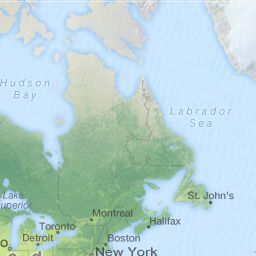 Hudson
Bay
Labrador
Sea
Lake
Superior
St. John's
Montreal
Halifax
Toronto
Detroit
Boston
New York